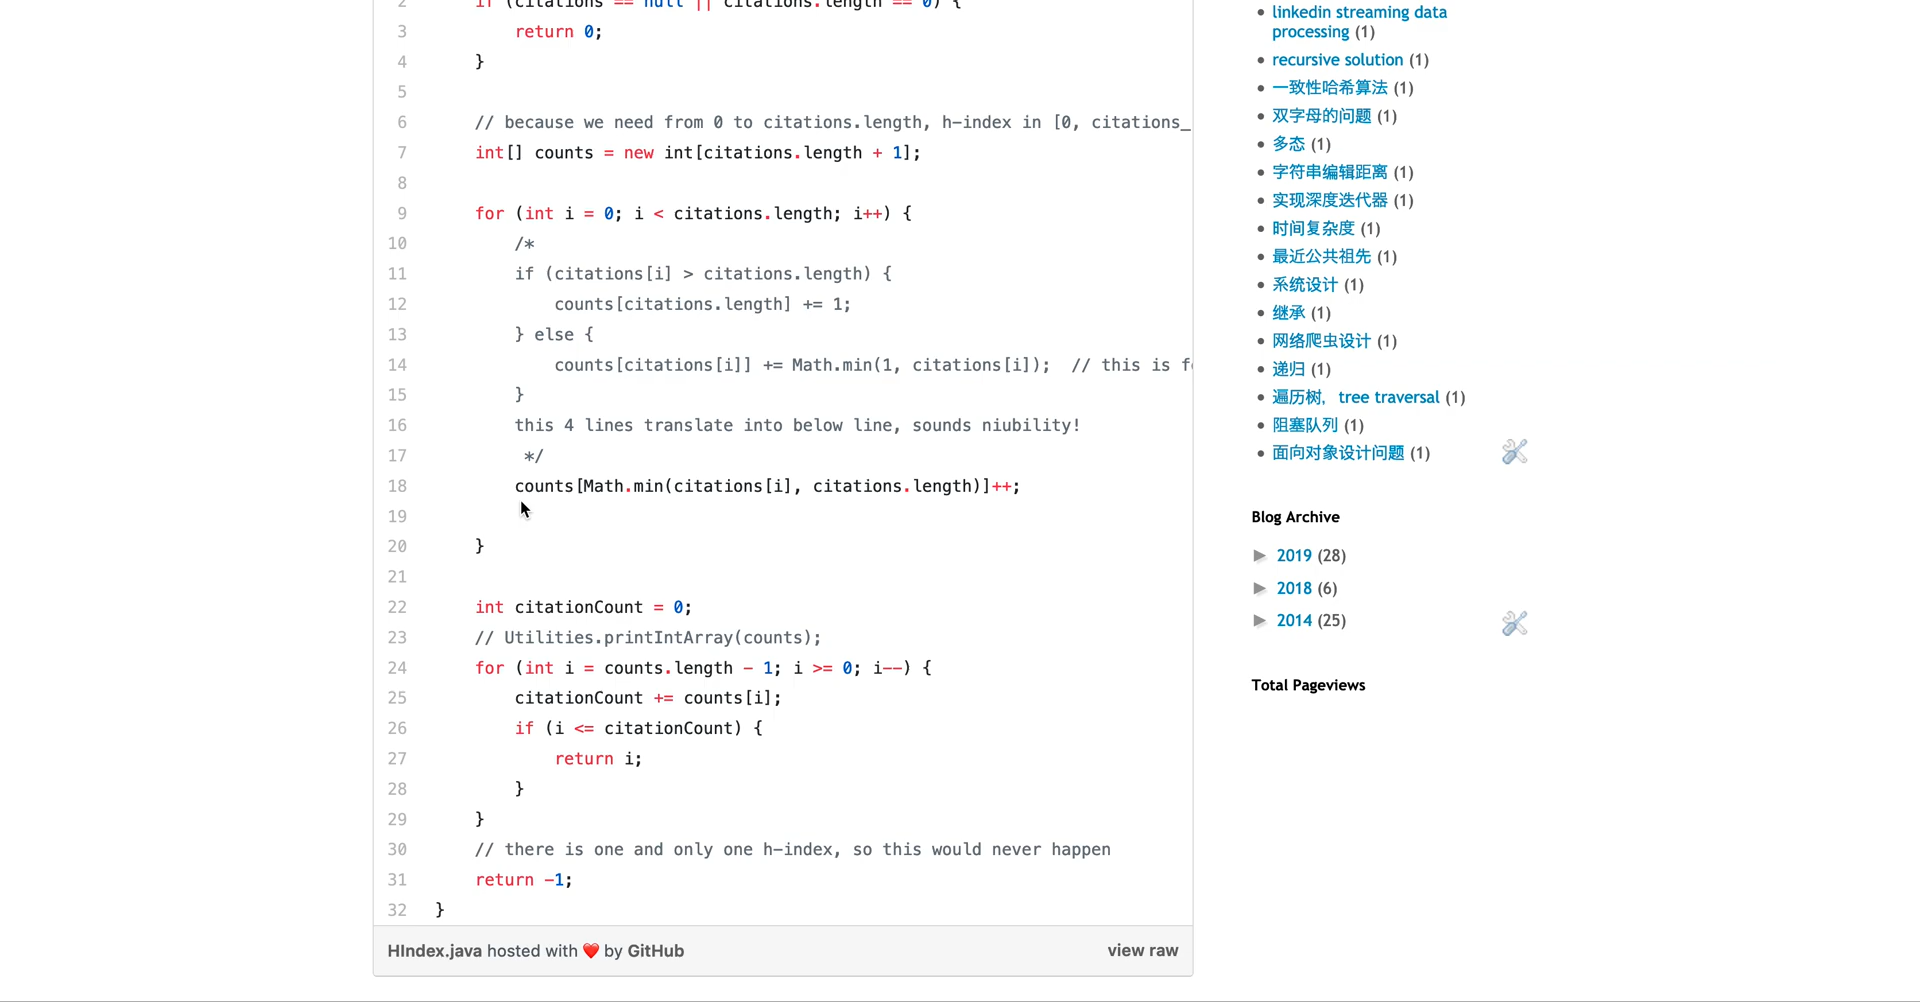 2 if (citations == null || citations.length == 0) {
3 return 0;
4 }
5
6 // because we need from 0 to citations.length, h-index in [0, citations_
7 int[] counts = new int[citations.length + 1];
8
9 for (int i = 0; i < citations.length; i++) {
10 /*
11 if (citations[i] > citations.length) {
12 counts[citations.length] += 1;
13 } else {
14 counts[citations[i]] += Math.min(1, citations[i]); // this is
15 }
16 this 4 lines translate into below line, sounds niubility!
17 */
18 counts[Math.min(citations[i], citations.length)]++;
19
20 }
21
22 int citationCount = 0;
23 // Utilities.printIntArray(counts);
24 for (int i = counts.length - 1; i >= 0; i--) {
25 citationCount += counts[i];
26 if (i <= citationCount) {
27 return i;
28 }
29 }
30 // there is one and only one h-index, so this would never happen
31 return -1;
32 }
HIndex.java hosted with ❤ by GitHub
view raw
linkedin streaming data
processing (1)
recursive solution (1)
一致性哈希算法 (1)
双字母的问题 (1)
多态 (1)
字符串编辑距离 (1)
实现深度迭代器 (1)
时间复杂度 (1)
最近公共祖先 (1)
系统设计 (1)
继承 (1)
网络爬虫设计 (1)
递归 (1)
遍历树，tree traversal (1)
阻塞队列 (1)
面向对象设计问题 (1)
Blog Archive
► 2019 (28)
► 2018 (6)
► 2014 (25)
Total Pageviews